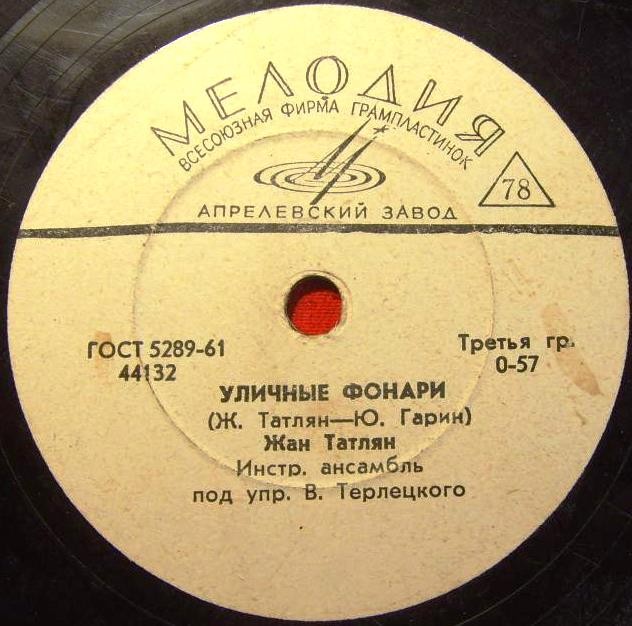 МЕЛОДИЯ
ВСЕСОЮЗНАЯ ФИРМА ГРАМПЛАСТИНОК
78
АПРЕЛЕВСКИЙ ЗАВОД
ГОСТ 5289-61
44132
Третья гр.
0-57
УЛИЧНЫЕ ФОНАРИ
(Ж. Татлян—Ю. Гарин)
Жан Татлян
Инстр. ансамбль
под упр. В. Терлецкого